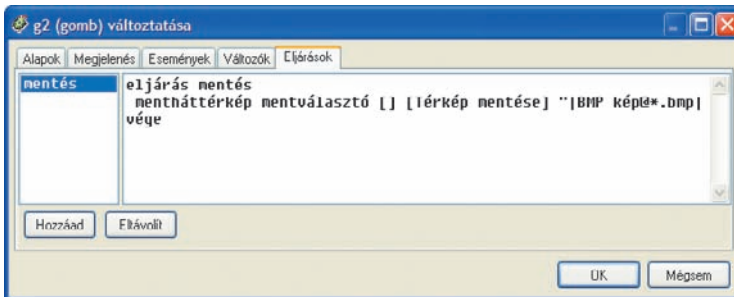 g2 (gomb) változtatása
Alapok Megjelenés Események Változók Eljárások
mentés
eljárás mentés
mentháttérkép mentválasztó [] [Térkép mentése] "|BMP kép@*.bmp|
vége
Hozzáad Eltávolít
OK Mégsem